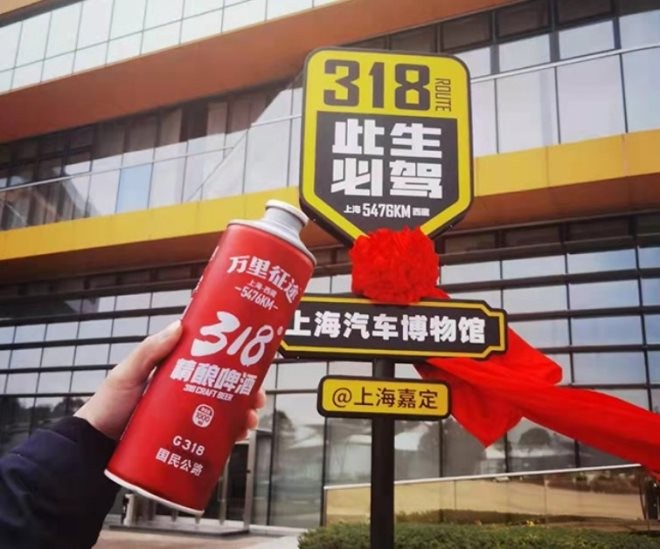 318
ROUTE
此生
必驾
上海 5476KM 西藏
上海汽车博物馆
@上海嘉定
万里征途
上海·西藏
—5476KM—
318
精酿啤酒
318 CRAFT BEER
G318
国民公路